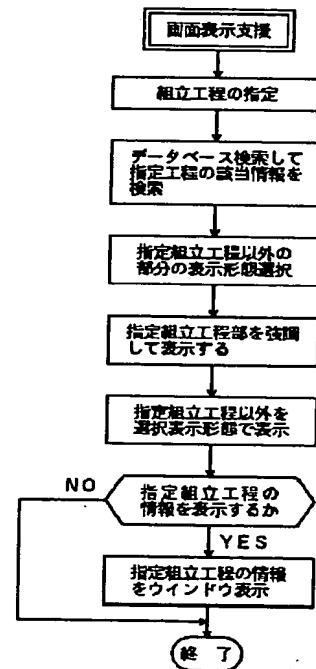 画面表示支援
組立工程の指定
データベース検索して
指定工程の該当情報を
検索
指定組立工程以外の
部分の表示形態選択
指定組立工程部を強調
して表示する
指定組立工程以外を
選択表示形態で表示
NO
指定組立工程の
情報を表示するか
YES
指定組立工程の情報
をウインドウ表示
終了